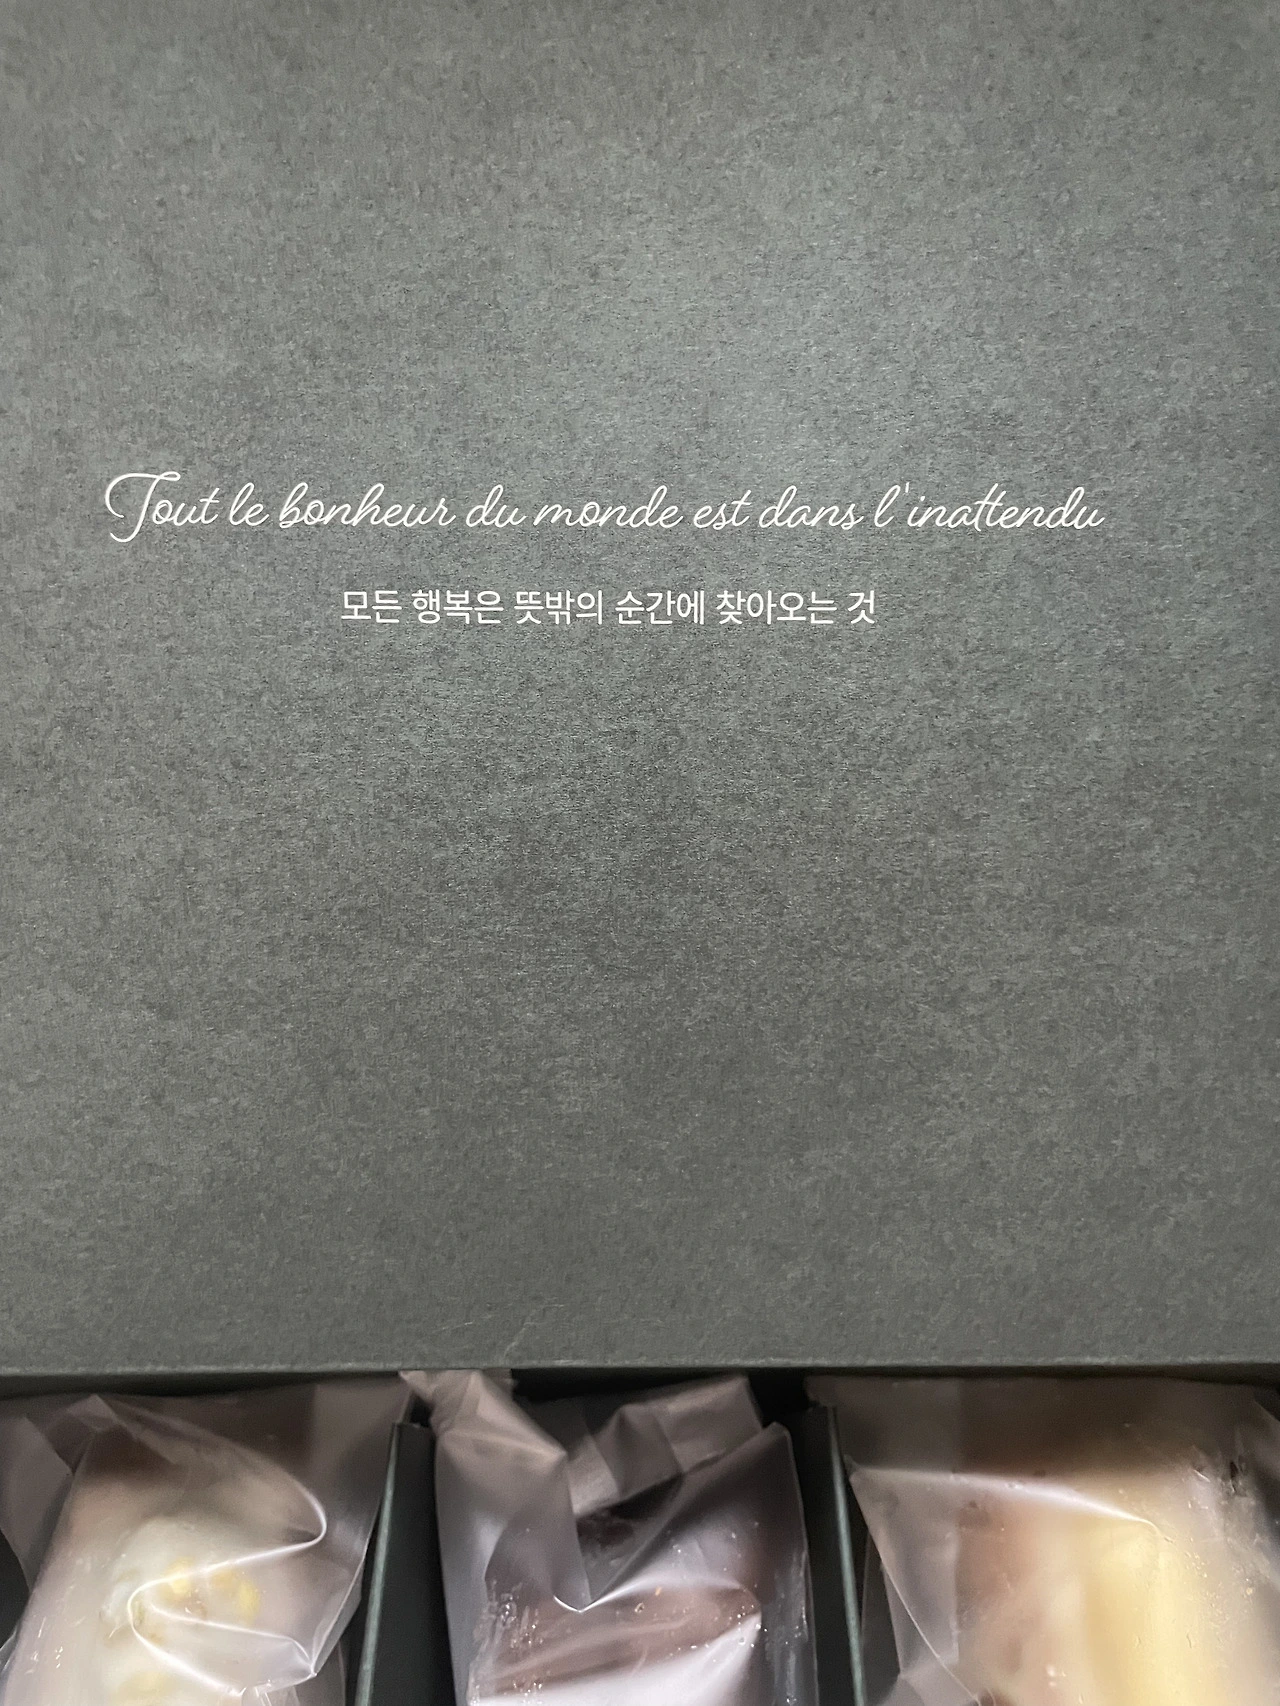 Tout le bonheur du monde est dans l'inattendu
모든 행복은 뜻밖의 순간에 찾아오는 것